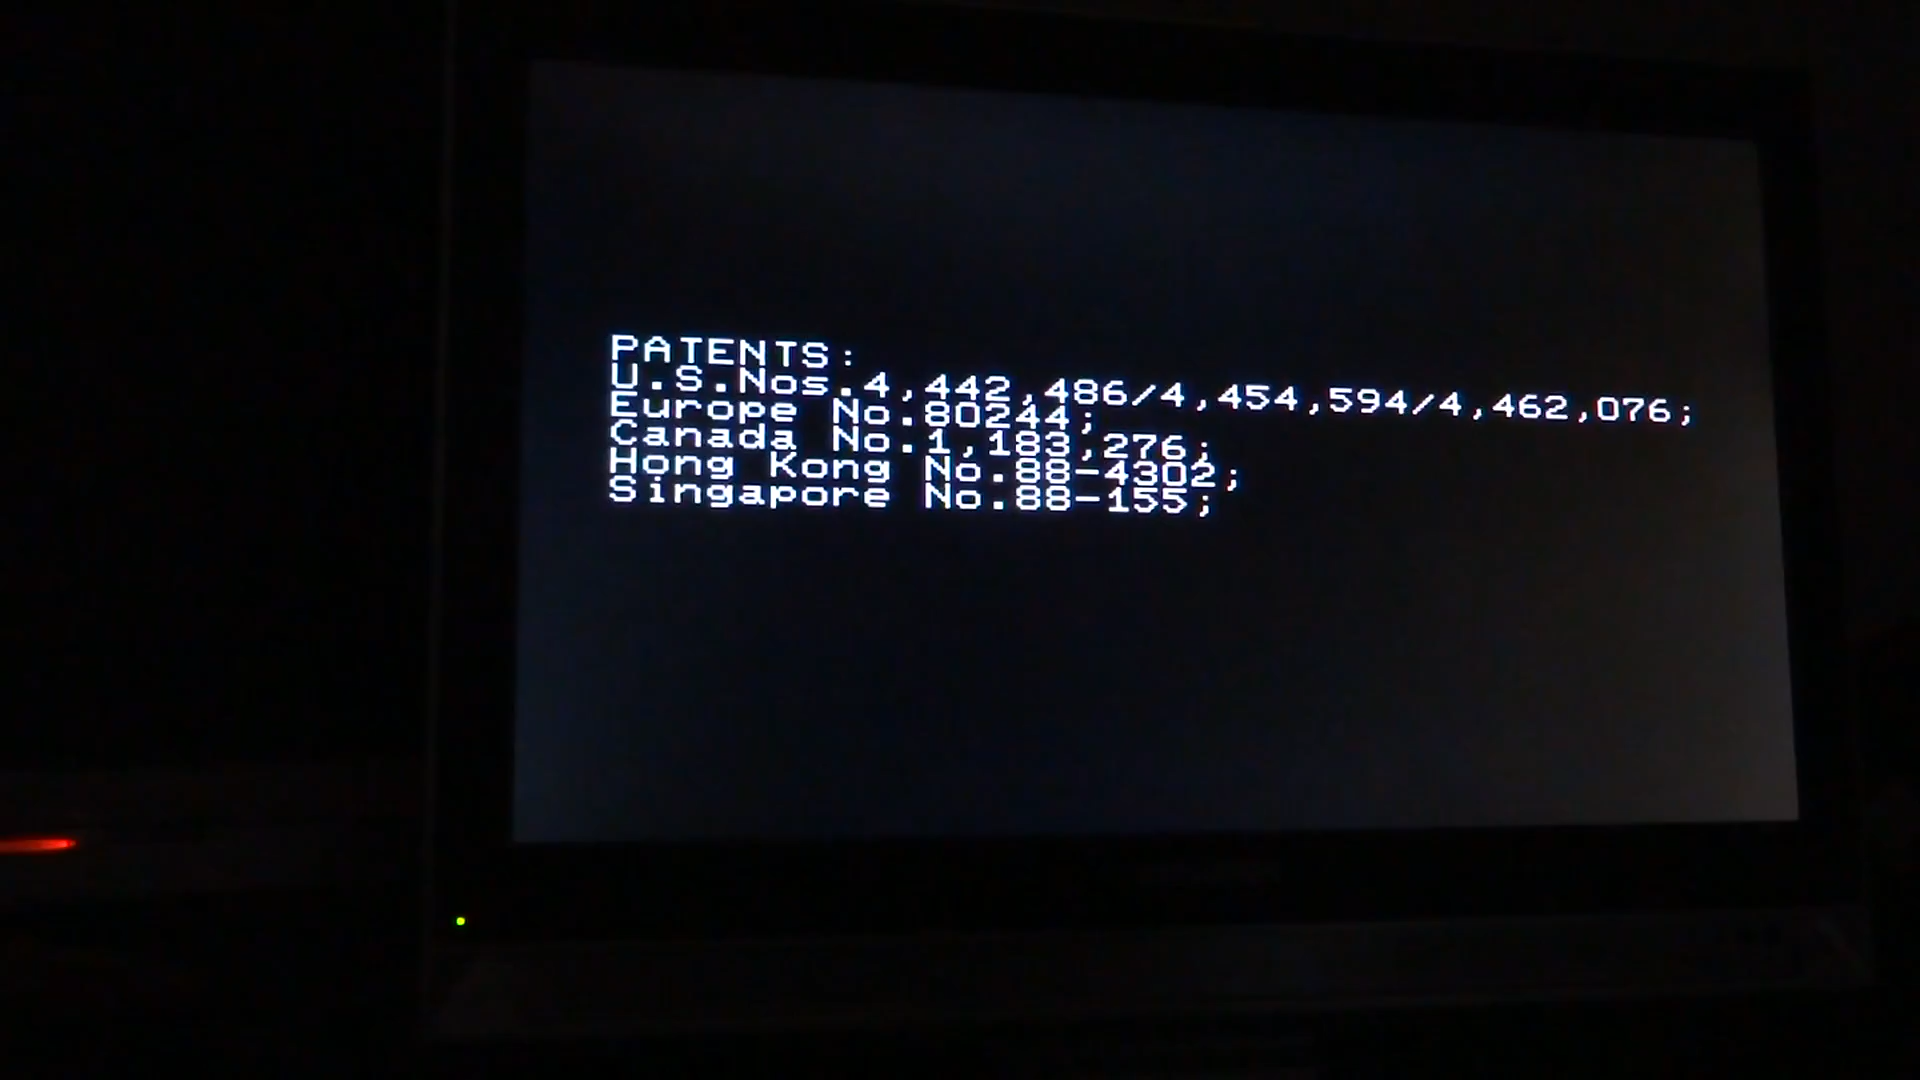 PATENTS:
U.S.Nos.4,442,486/4,454,594/4,462,076;
Europe No.80244;
Canada No.1,183,276;
Hong Kong No.88-4302;
Singapore No.88-155;